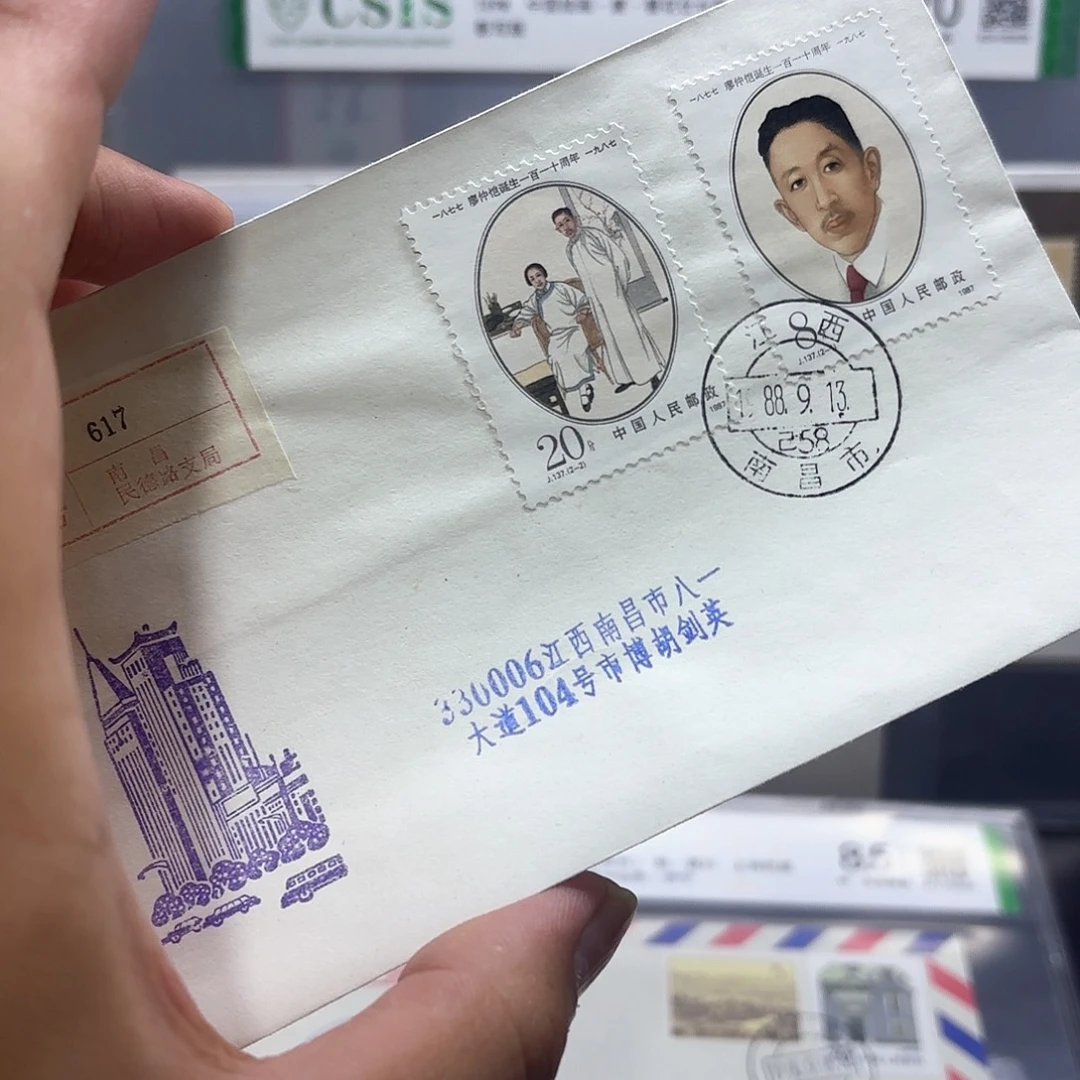 CSIS
一八七七 廖仲恺诞生一百一十周年 一九八七
中国人民邮政
1987
20分
J.137.(2-2)
一八七七 廖仲恺诞生一百一十周年 一九八七
中国人民邮政
1987
8
J.137.(2-
江西
1988.9.13.
258
南昌市.
617
南昌
民德路支局
330006江西南昌市八一
大道104号市博胡剑英
85